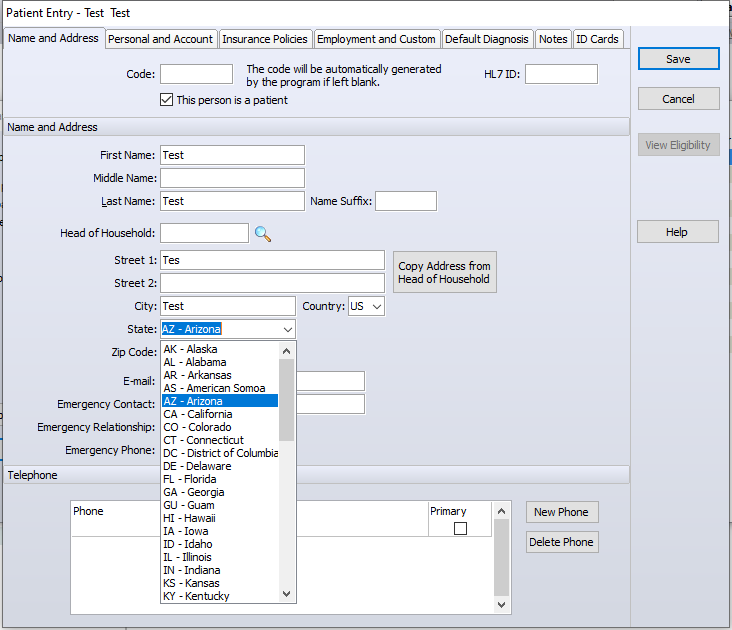 Patient Entry - Test  Test
Name and Address
Personal and Account
Insurance Policies
Employment and Custom
Default Diagnosis
Notes
ID Cards
Save
Cancel
View Eligibility
Help
Code:
The code will be automatically generated
by the program if left blank.
HL7 ID:
This person is a patient
Name and Address
First Name: Test
Middle Name:
Last Name: Test
Name Suffix:
Head of Household:
Street 1: Tes
Street 2:
Copy Address from
Head of Household
City: Test
Country: US
State: AZ - Arizona
Zip Code:
E-mail:
Emergency Contact:
Emergency Relationship:
Emergency Phone:
AK - Alaska
AL - Alabama
AR - Arkansas
AS - American Somoa
AZ - Arizona
CA - California
CO - Colorado
CT - Connecticut
DC - District of Columbia
DE - Delaware
FL - Florida
GA - Georgia
GU - Guam
HI - Hawaii
IA - Iowa
ID - Idaho
IL - Illinois
IN - Indiana
KS - Kansas
KY - Kentucky
Telephone
Phone
Primary
New Phone
Delete Phone